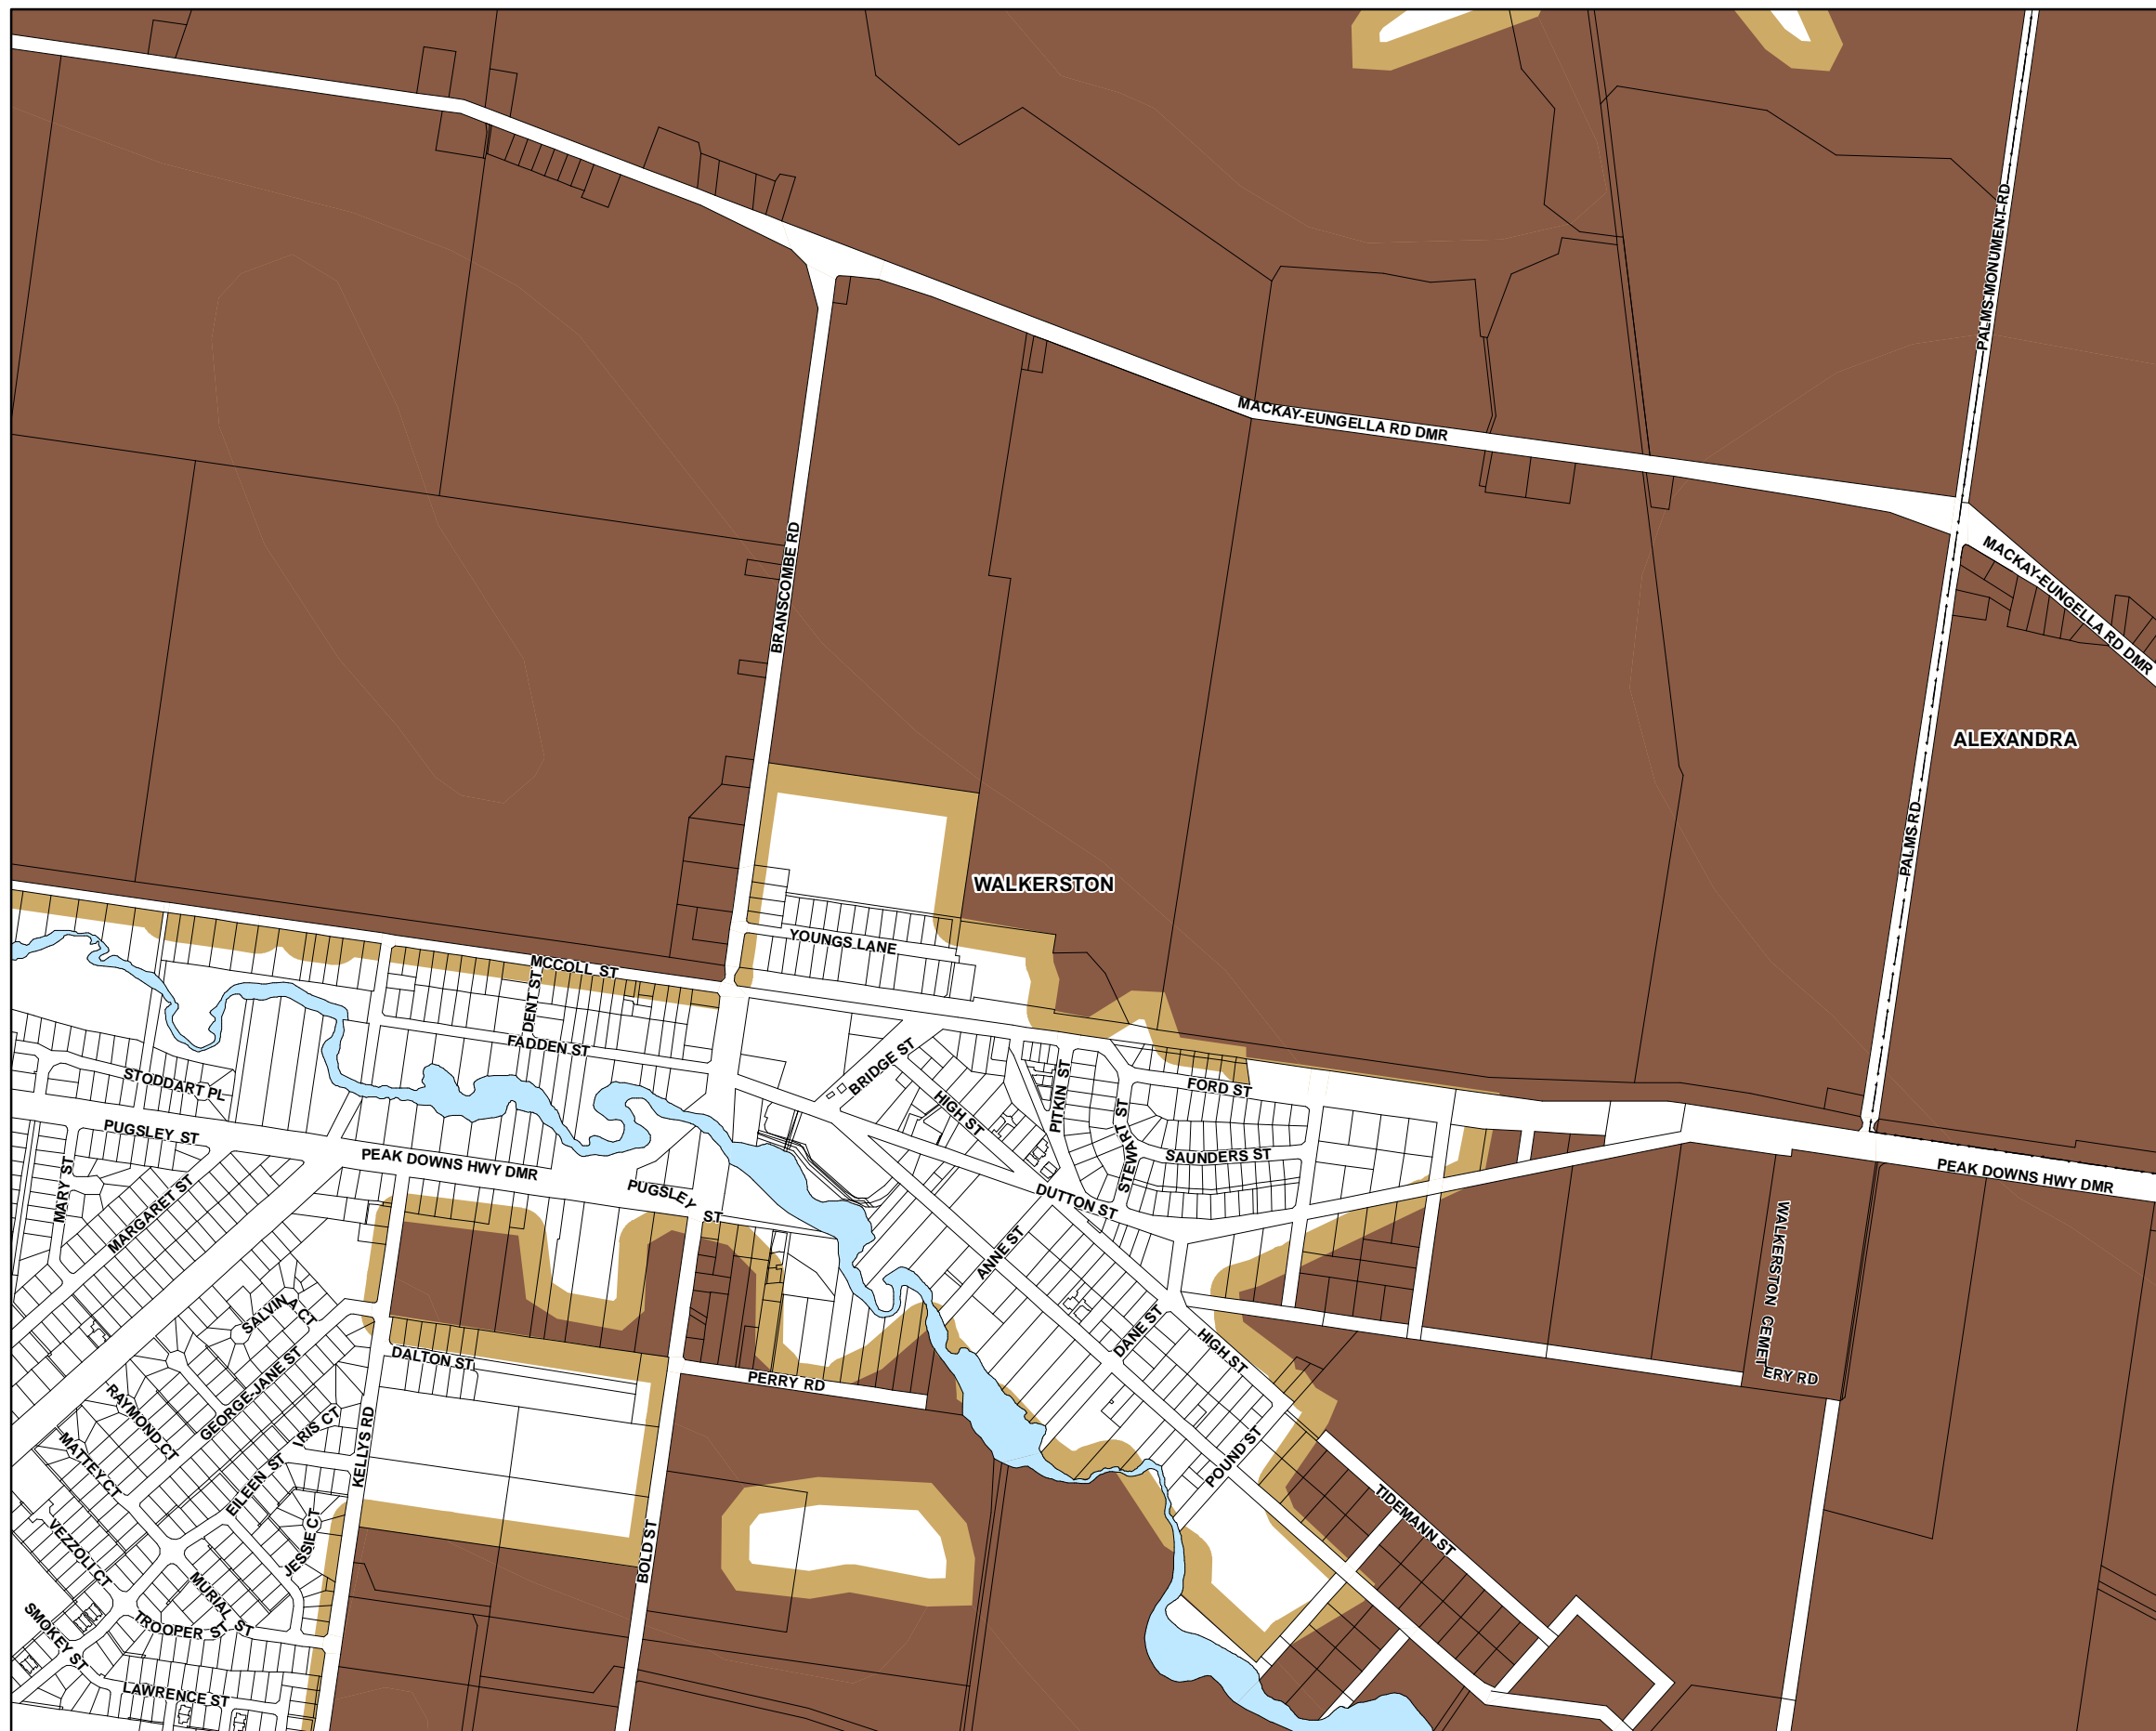 PALMS-MONUMENT-RD
MACKAY-EUNGELLA RD DMR
MACKAY-EUNGELLA RD DMR
BRANSCOMBE RD
ALEXANDRA
PALMS-RD
WALKERSTON
YOUNGS LANE
MCCOLL ST
DENT ST
FADDEN ST
BRIDGE ST
HIGH ST
PITKIN ST
FORD ST
STODDART PL
PUGSLEY ST
PEAK DOWNS HWY DMR
STEWART ST
SAUNDERS ST
PEAK DOWNS HWY DMR
MARY ST
MARGARET ST
PUGSLEY ST
DUTTON ST
ANNE ST
WALKERSTON CEMETERY RD
SALVINA CT
DANE ST
HIGH ST
DALTON ST
PERRY RD
GEORGE-JANE ST
RAYMOND CT
IRIS CT
KELLYS RD
MATTEY CT
EILEEN ST
POUND ST
TIDEMANN ST
VEZZOLI CT
JESSIE CT
BOLD ST
MURIAL ST
TROOPER ST
SMOKEY ST
LAWRENCE ST